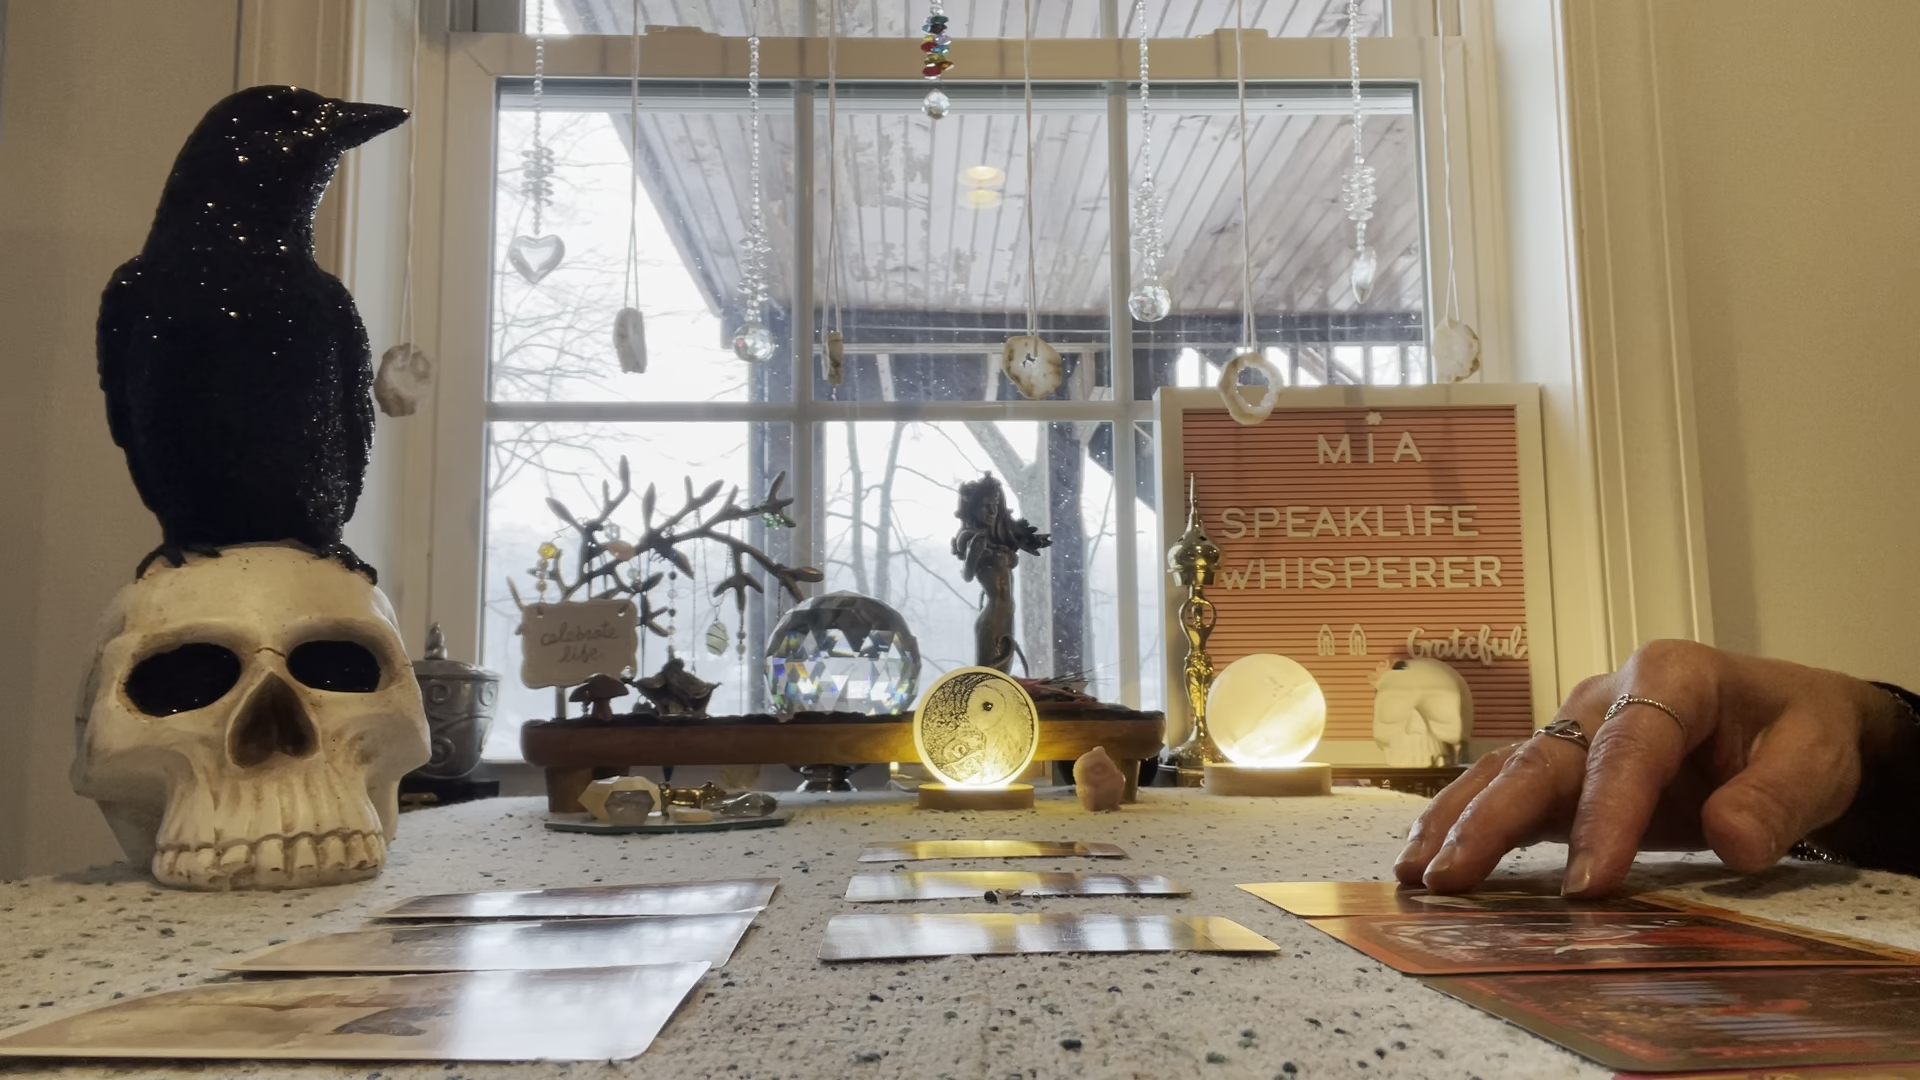 MIA
SPEAKLIFE
WHISPERER
Grateful
celebrate
life